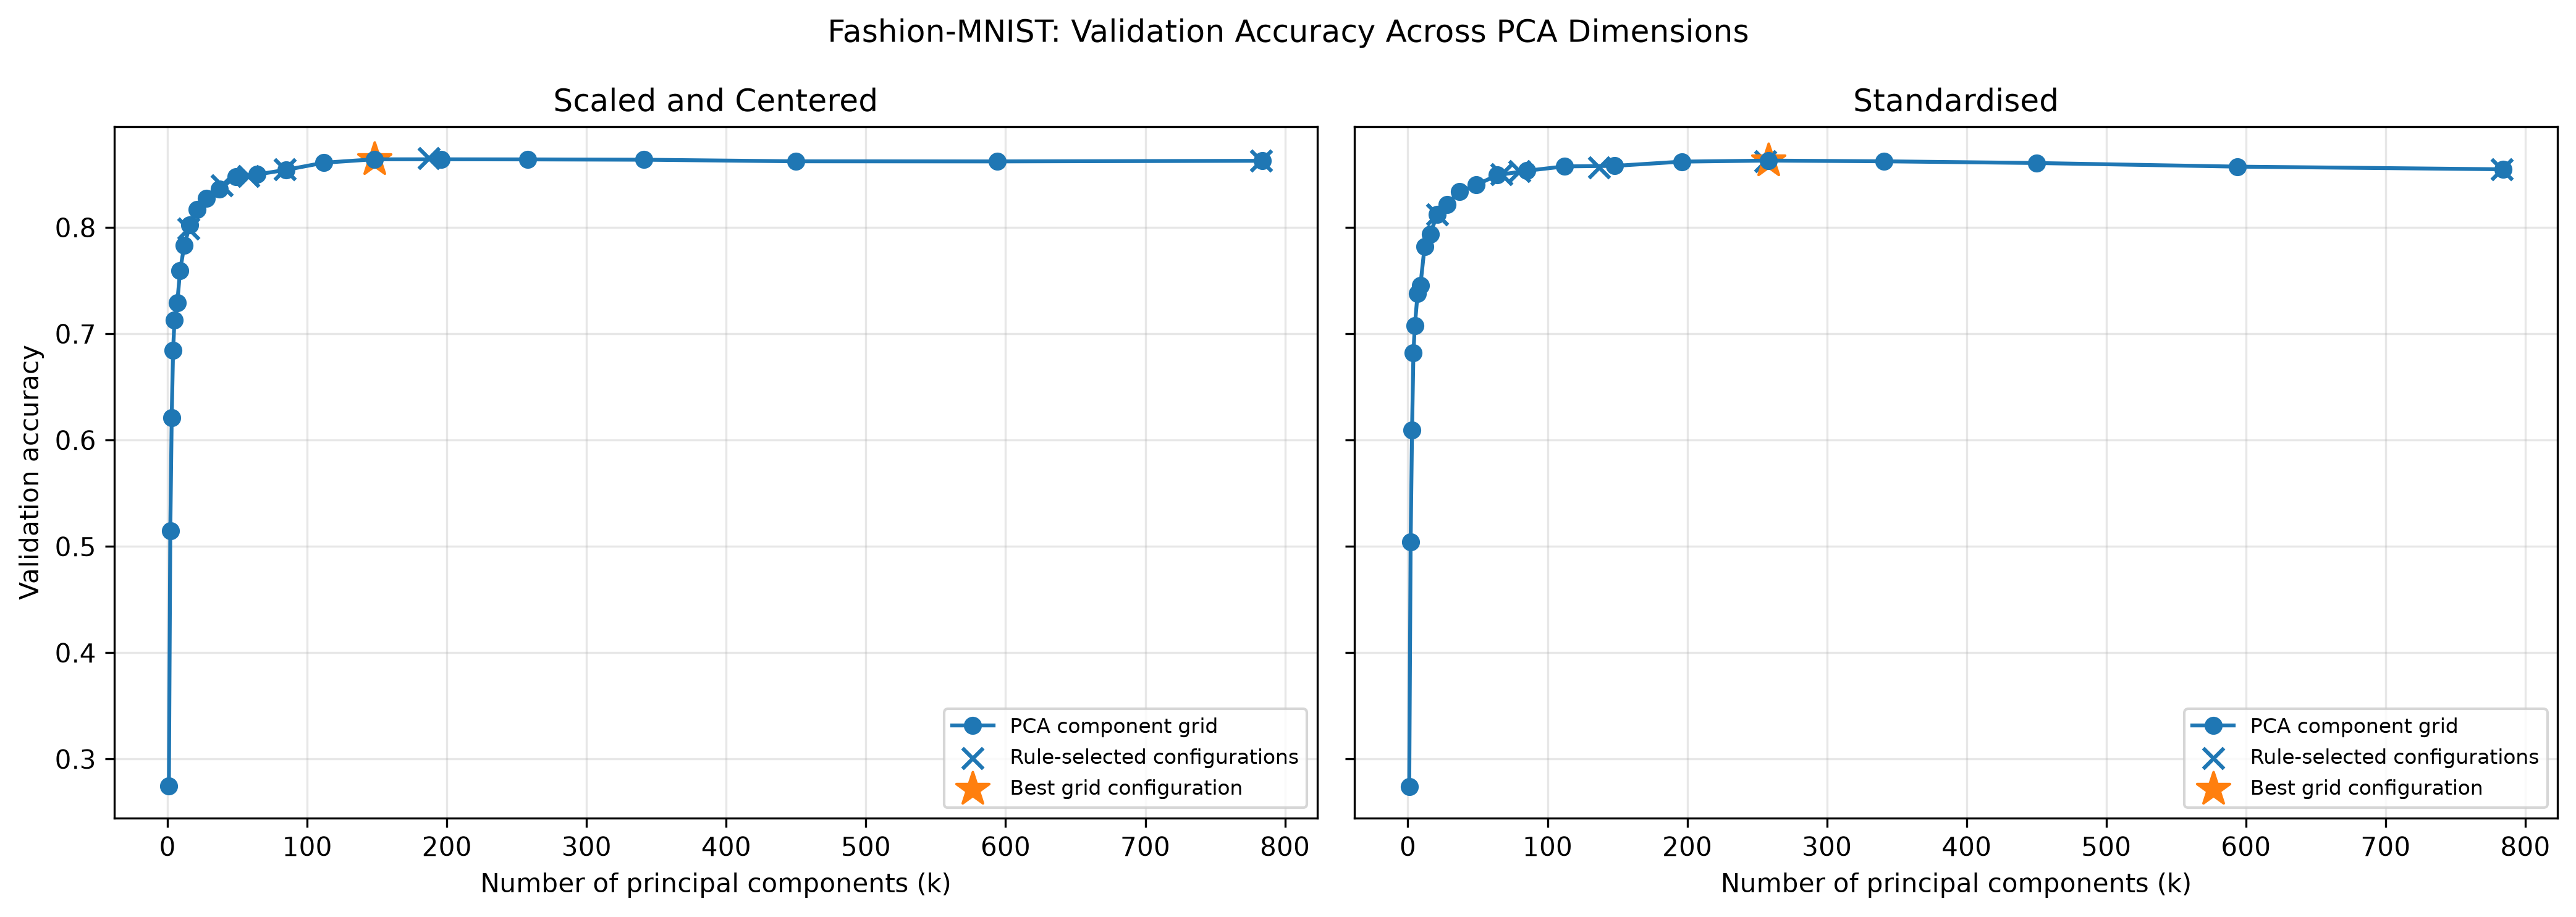 Fashion-MNIST: Validation Accuracy Across PCA Dimensions
Scaled and Centered
Validation accuracy
0.8
0.7
0.6
0.5
0.4
0.3
0 100 200 300 400 500 600 700 800
Number of principal components (k)
PCA component grid
Rule-selected configurations
Best grid configuration
Standardised
0 100 200 300 400 500 600 700 800
Number of principal components (k)
PCA component grid
Rule-selected configurations
Best grid configuration